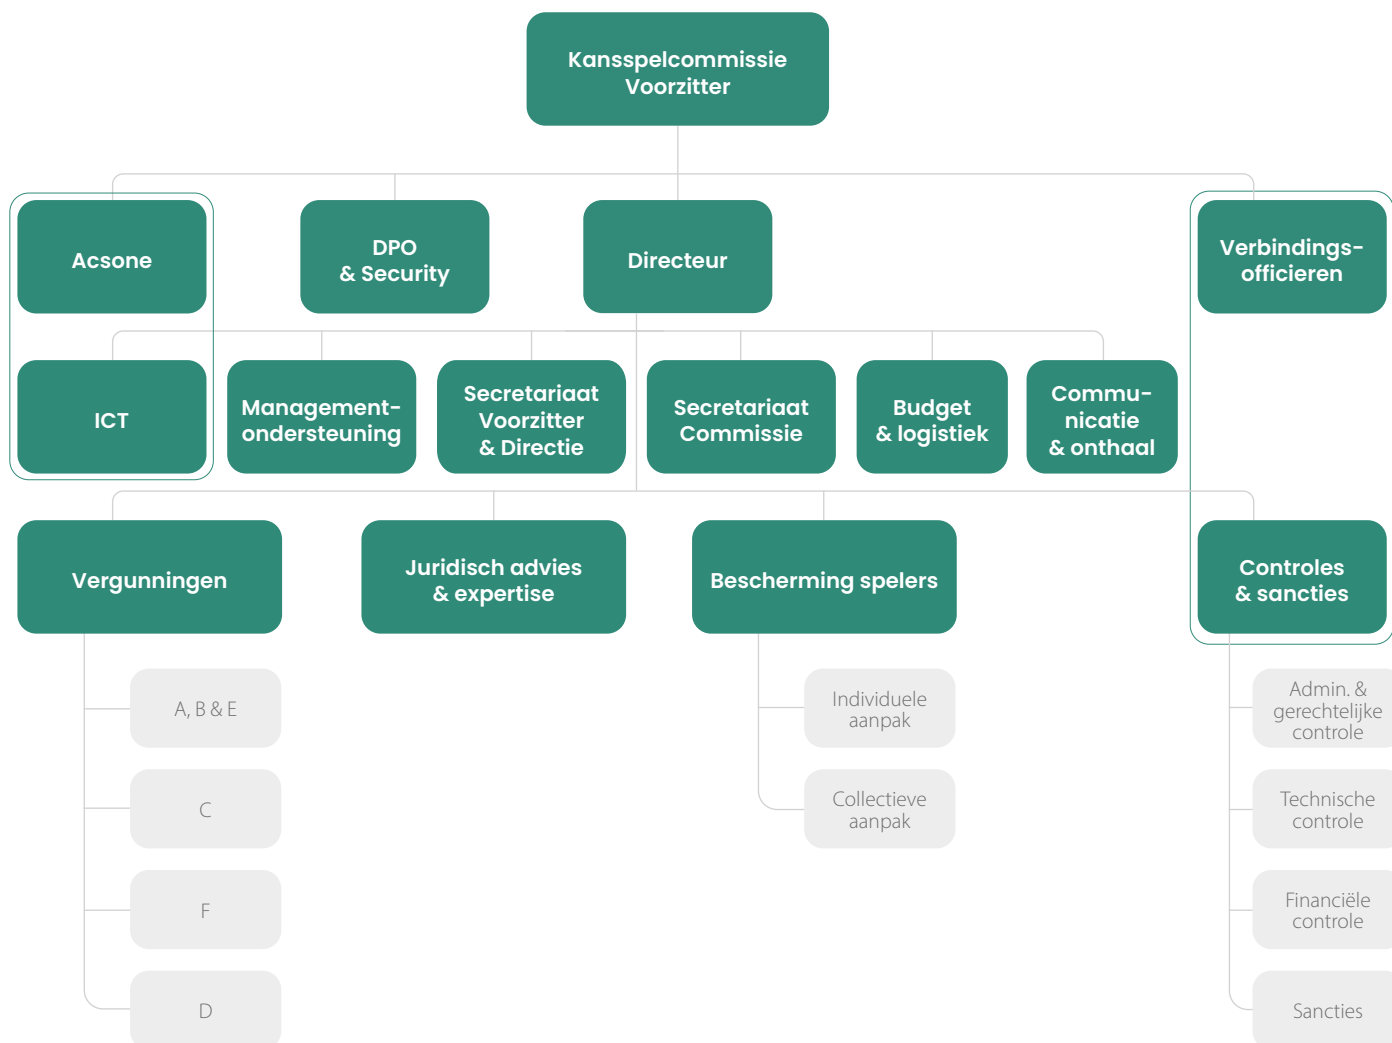 Kansspelcommissie
Voorzitter
Acsone
DPO
& Security
Directeur
Verbindings-
officieren
ICT
Management-
ondersteuning
Secretariaat
Voorzitter
& Directie
Secretariaat
Commissie
Budget
& logistiek
Commu-
nicatie
& onthaal
Vergunningen
Juridisch advies
& expertise
Bescherming spelers
Controles
& sancties
A, B & E
C
F
D
Individuele
aanpak
Collectieve
aanpak
Admin. &
gerechtelijke
controle
Technische
controle
Financiële
controle
Sancties